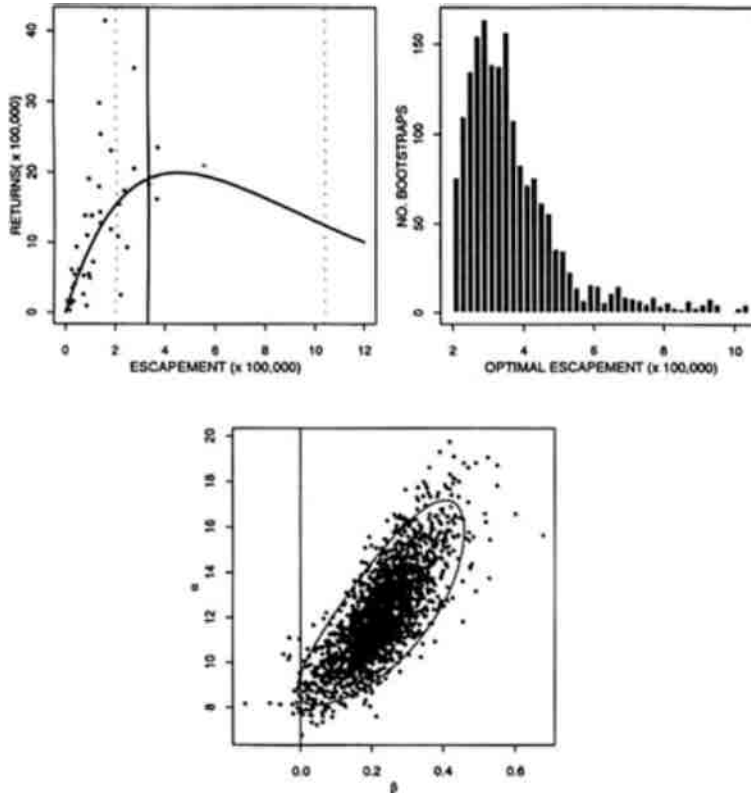 RETURNS( x 100,000)
40
30
20
10
0
0 2 4 6 8 10 12
ESCAPEMENT (x 100,000)
NO. BOOTSTRAPS
150
100
50
0
2 4 6 8 10
OPTIMAL ESCAPEMENT (x 100,000)
α
20
18
16
14
12
10
8
0.0 0.2 0.4 0.6
β